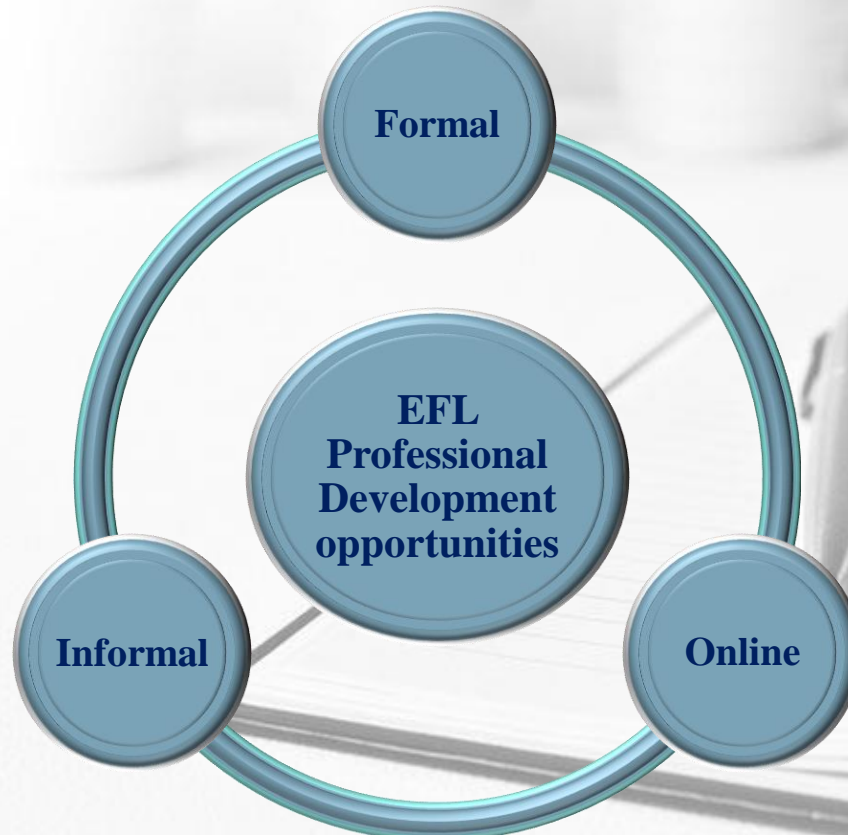 Formal
EFL
Professional
Development
opportunities
Informal
Online